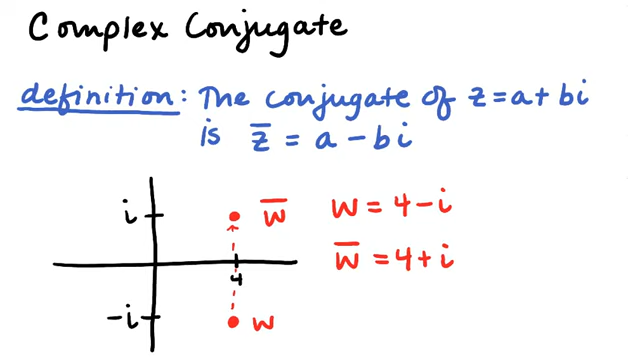 Complex Conjugate
definition: The conjugate of z = a + bi
is z̅ = a - bi
i w̅ w = 4 - i
4 w̅ = 4 + i
-i w